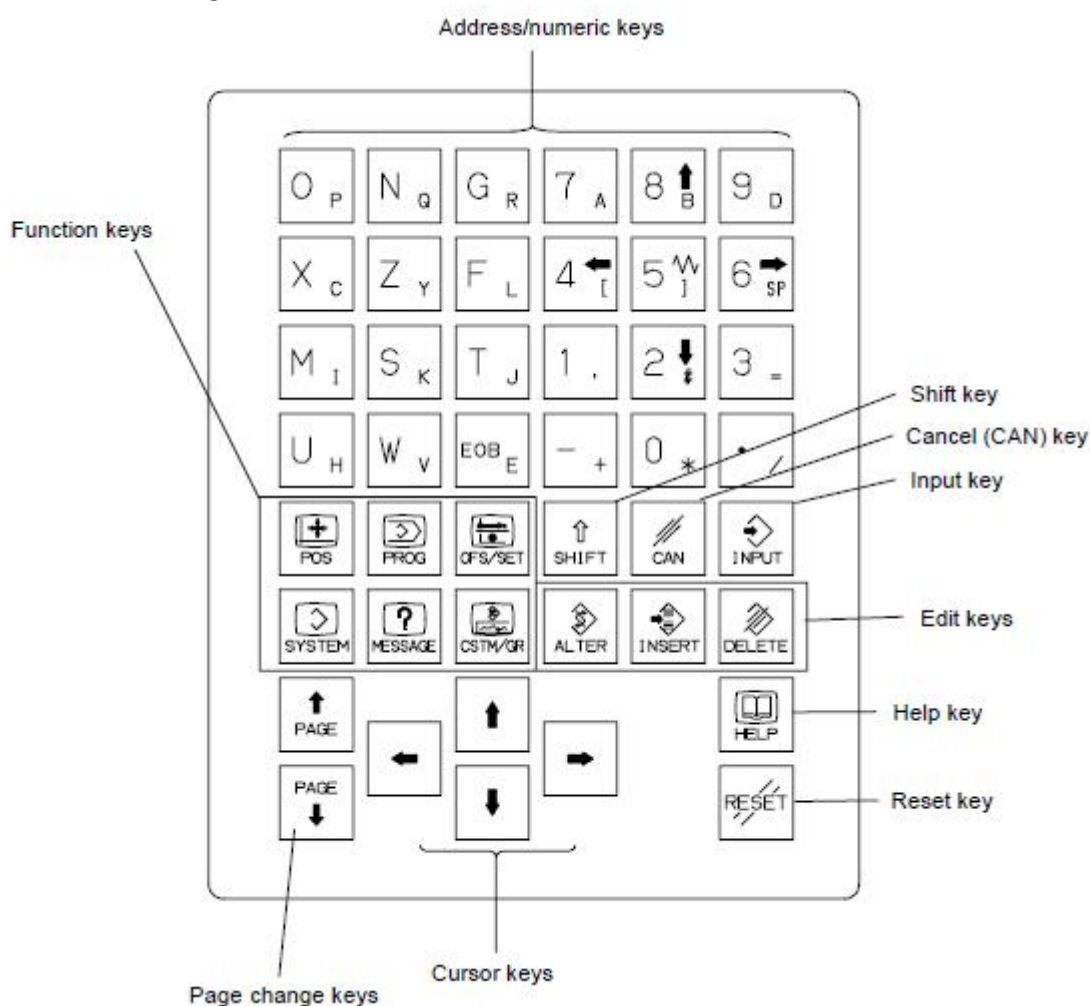 Address/numeric keys
O P N Q G R 7 A 8 B 9 D
Function keys
X C Z Y F L 4 [ 5 ] 6 SP
M I S K T J 1 , 2 # 3 =
Shift key
U H W V EOB E - + 0 * . /
Cancel (CAN) key
Input key
POS PROG OFS/SET SHIFT CAN INPUT
SYSTEM MESSAGE CSTM/GR ALTER INSERT DELETE
Edit keys
PAGE
HELP
Help key
PAGE
RESET
Reset key
Cursor keys
Page change keys